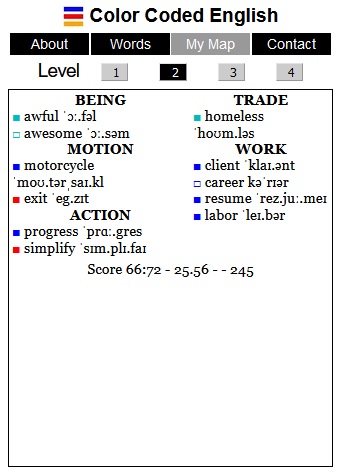 Color Coded English
About Words My Map Contact
Level 1 2 3 4
BEING
awful ˈɔː.fəl
awesome ˈɔː.səm
MOTION
motorcycle
ˈmoʊ.tərˌsaɪ.kl
exit ˈeg.zɪt
ACTION
progress ˈprɑː.gres
simplify ˈsɪm.plɪ.faɪ
TRADE
homeless
ˈhoʊm.ləs
WORK
client ˈklaɪ.ənt
career kəˈrɪər
resume ˈrez.juː.meɪ
labor ˈleɪ.bər
Score 66:72 - 25.56 - - 245